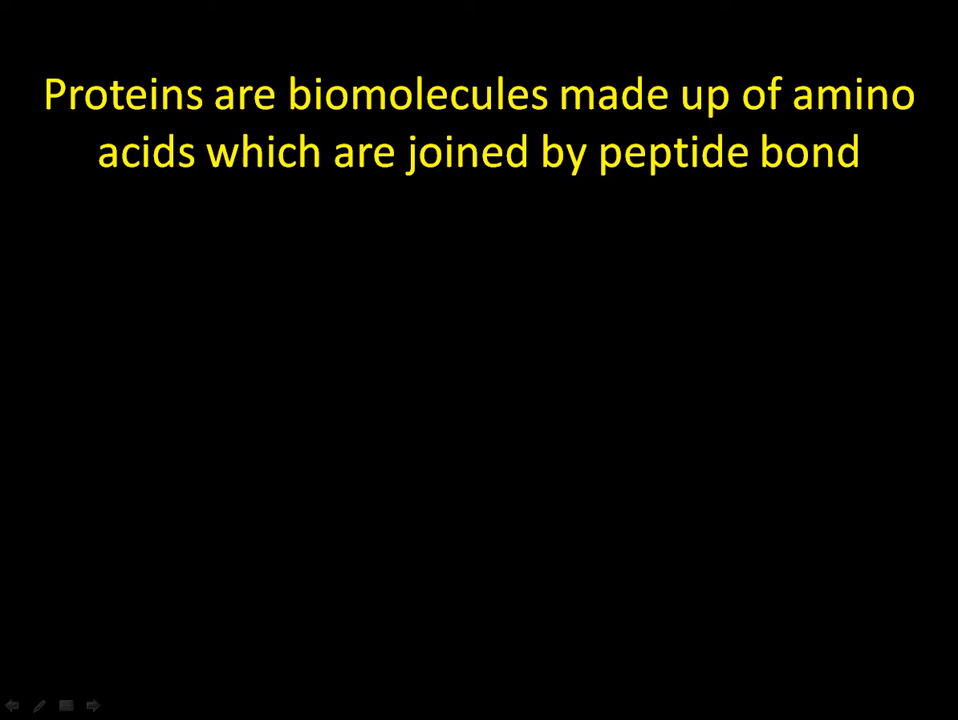 Proteins are biomolecules made up of amino
acids which are joined by peptide bond